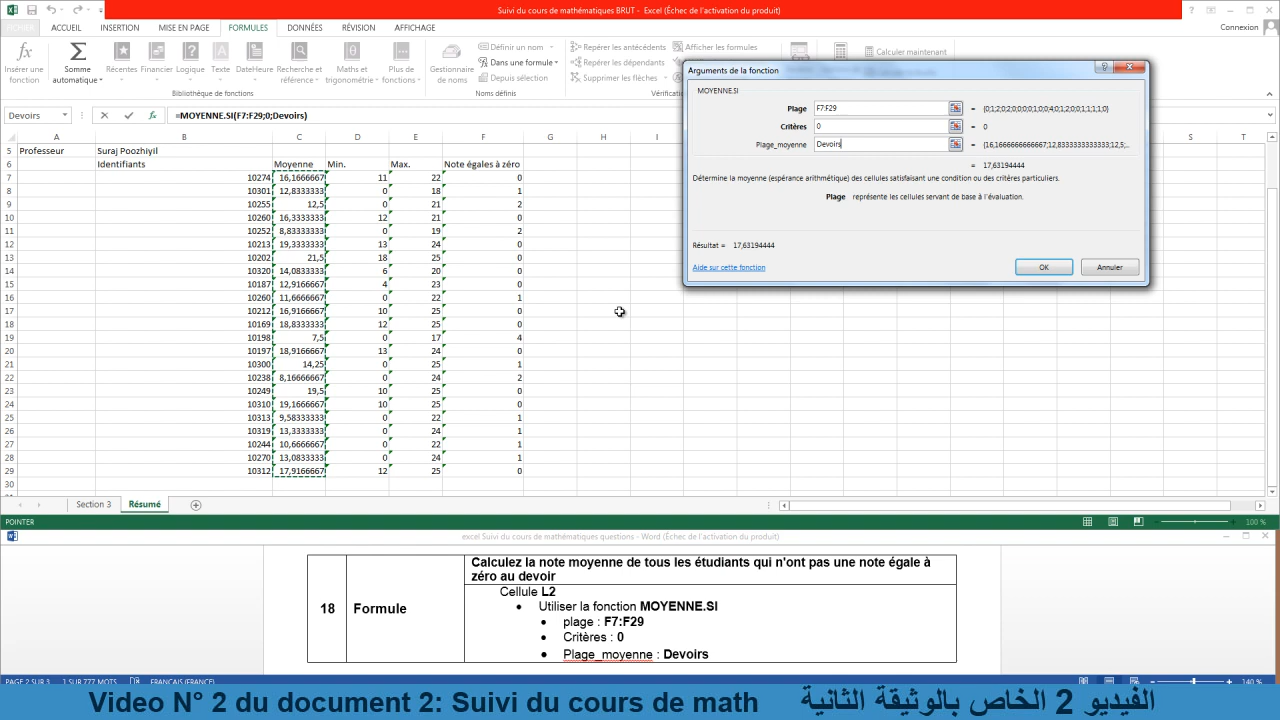 Suivi du cours de mathématiques BRUT - Excel (Échec de l'activation du produit)
FICHIER ACCUEIL INSERTION MISE EN PAGE FORMULES DONNÉES RÉVISION AFFICHAGE Connexion
Insérer une fonction
Somme automatique
Récentes
Financier
Logique
Texte
DateHeure
Recherche et référence
Maths et trigonométrie
Plus de fonctions
Bibliothèque de fonctions
Gestionnaire de noms
Définir un nom
Dans une formule
Depuis sélection
Noms définis
Repérer les antécédents
Repérer les dépendants
Supprimer les flèches
Afficher les formules
Calculer maintenant
Devoirs =MOYENNE.SI(F7:F29;0;Devoirs)
A B C D E F G H I
S T
5 Professeur Suraj Poozhiyil
6 Identifiants Moyenne Min. Max. Note égales à zéro
7 10274 16,1666667 11 22 0
8 10301 12,8333333 0 18 1
9 10255 12,5 0 21 2
10 10260 16,3333333 12 21 0
11 10252 8,83333333 0 19 2
12 10213 19,3333333 13 24 0
13 10202 21,5 18 25 0
14 10320 14,0833333 6 20 0
15 10187 12,9166667 4 23 0
16 10260 11,6666667 0 22 1
17 10212 16,9166667 10 25 0
18 10169 18,8333333 12 25 0
19 10198 7,5 0 17 4
20 10197 18,9166667 13 24 0
21 10300 14,25 0 25 1
22 10238 8,16666667 0 24 2
23 10249 19,5 10 25 0
24 10310 19,1666667 10 25 0
25 10313 9,58333333 0 22 1
26 10319 13,3333333 0 24 1
27 10244 10,6666667 0 22 1
28 10270 13,0833333 0 24 1
29 10312 17,9166667 12 25 0
30
Arguments de la fonction
MOYENNE.SI
Plage F7:F29 = {0;1;2;0;2;0;0;0;0;1;0;0;4;0;1;2;0;0;1;1;1;1;0}
Critères 0 = 0
Plage_moyenne Devoirs = {16,1666666666667;12,8333333333333;12,5;...
= 17,63194444
Détermine la moyenne (espérance arithmétique) des cellules satisfaisant une condition ou des critères particuliers.
Plage représente les cellules servant de base à l'évaluation.
Résultat = 17,63194444
Aide sur cette fonction OK Annuler
Section 3 Résumé
POINTER 100 %
excel Suivi du cours de mathématiques questions - Word (Échec de l'activation du produit)
18 Formule
Calculez la note moyenne de tous les étudiants qui n'ont pas une note égale à
zéro au devoir
Cellule L2
• Utiliser la fonction MOYENNE.SI
• plage : F7:F29
• Critères : 0
• Plage_moyenne : Devoirs
PAGE 2 SUR 3 1 SUR 777 MOTS FRANÇAIS (FRANCE) 140 %
Video N° 2 du document 2: Suivi du cours de math الفيديو 2 الخاص بالوثيقة الثانية